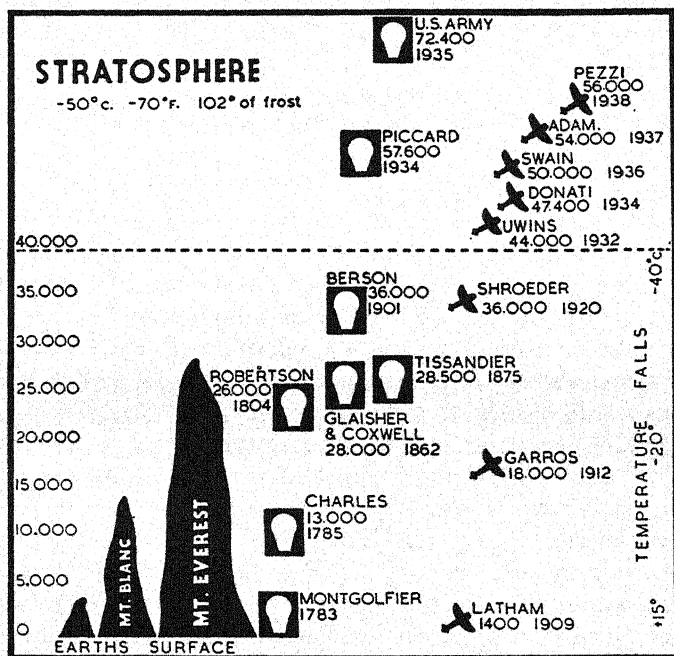 U.S. ARMY
72.400
1935
STRATOSPHERE
-50°C. -70°F. 102° of frost
PEZZI
56.000
1938
ADAM.
54.000 1937
PICCARD
57.600
1934
SWAIN
50.000 1936
DONATI
47.400 1934
UWINS
44.000 1932
40.000
-40°C
35.000
BERSON
36.000
1901
SHROEDER
36.000 1920
30.000
ROBERTSON
26.000
1804
TISSANDIER
28.500 1875
25.000
GLAISHER
& COXWELL
28.000 1862
20.000
GARROS
18.000 1912
-20°
TEMPERATURE FALLS
15.000
CHARLES
13.000
1785
10.000
MT. BLANC
MT. EVEREST
5.000
MONTGOLFIER
1783
LATHAM
1400 1909
+15°
0
EARTHS SURFACE